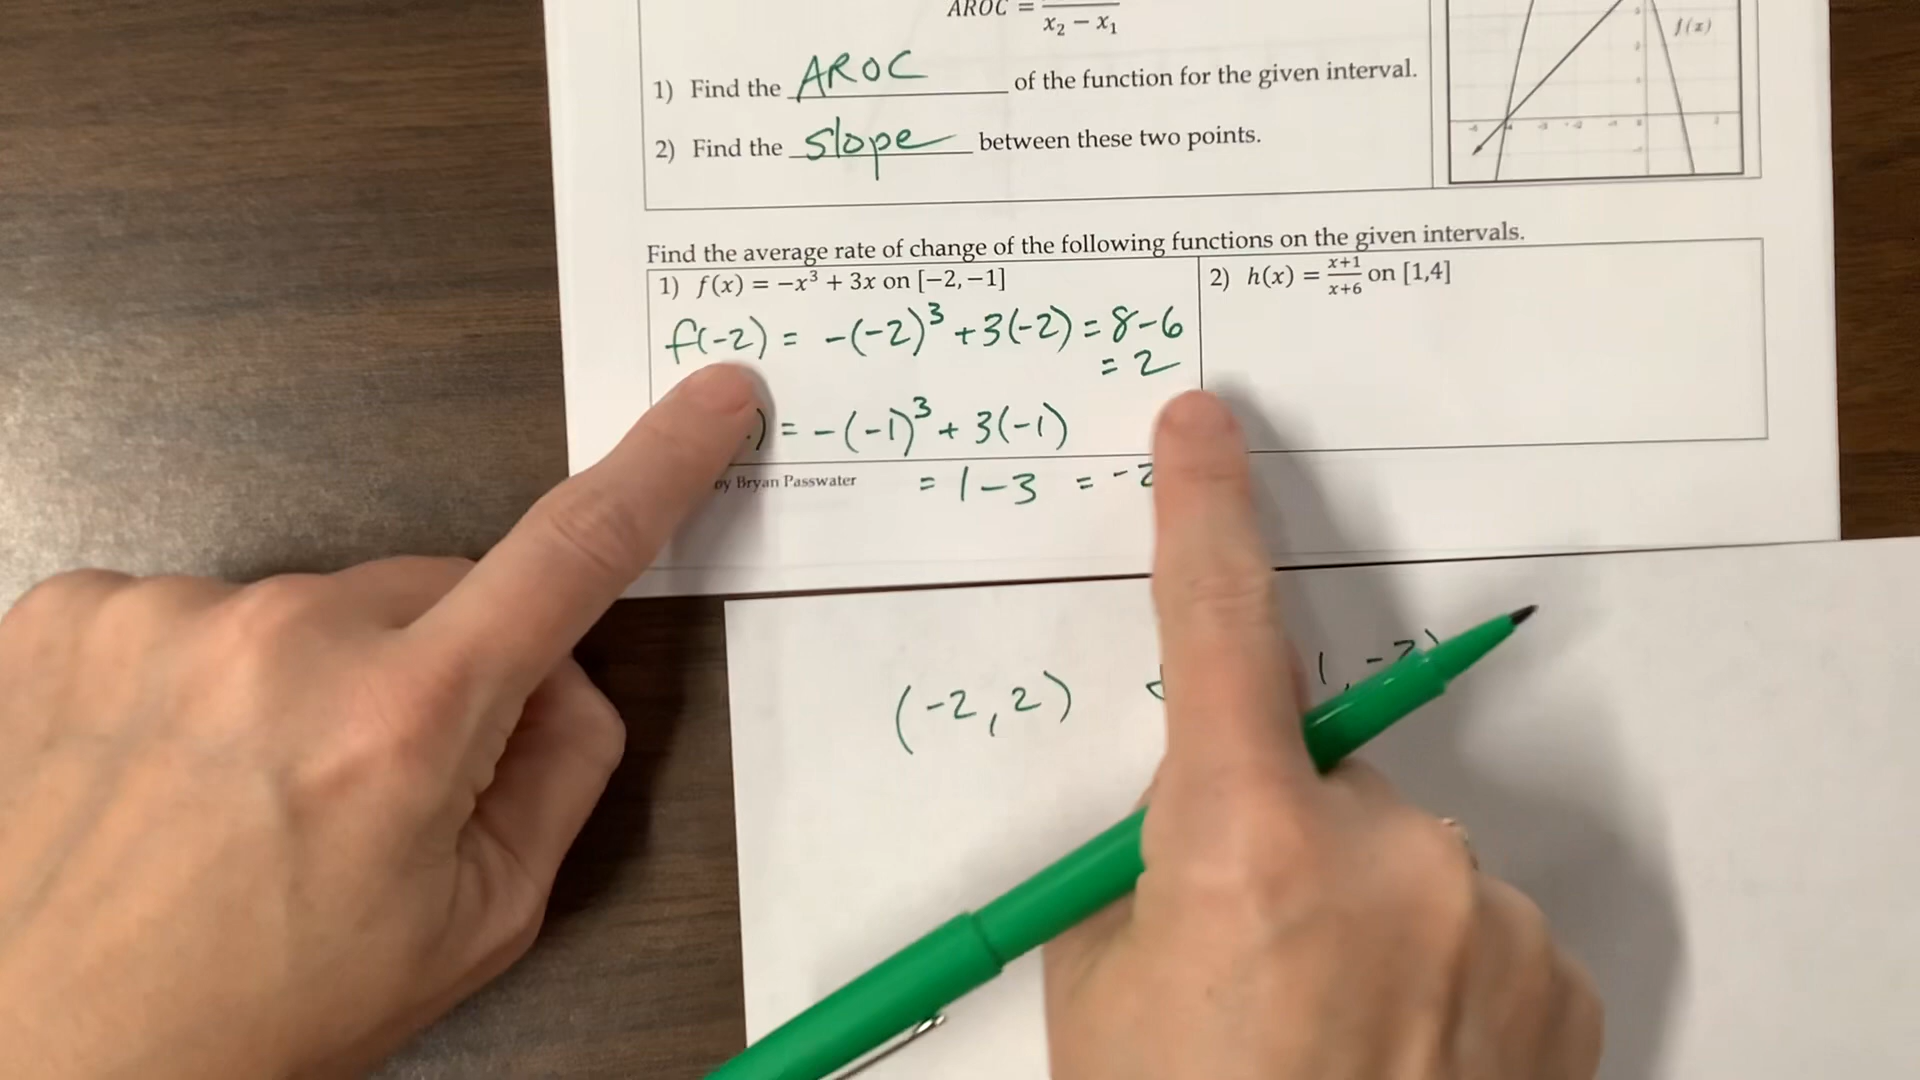 AROC = x₂ − x₁
f(x)
1) Find the AROC of the function for the given interval.
2) Find the slope between these two points.
Find the average rate of change of the following functions on the given intervals.
1) f(x) = −x³ + 3x on [−2, −1]
f(-2) = -(-2)³ + 3(-2) = 8-6
= 2
) = -(-1)³ + 3(-1)
= 1-3 = -2
2) h(x) = x+1/x+6 on [1,4]
by Bryan Passwater
(-2, 2) 1, -2)